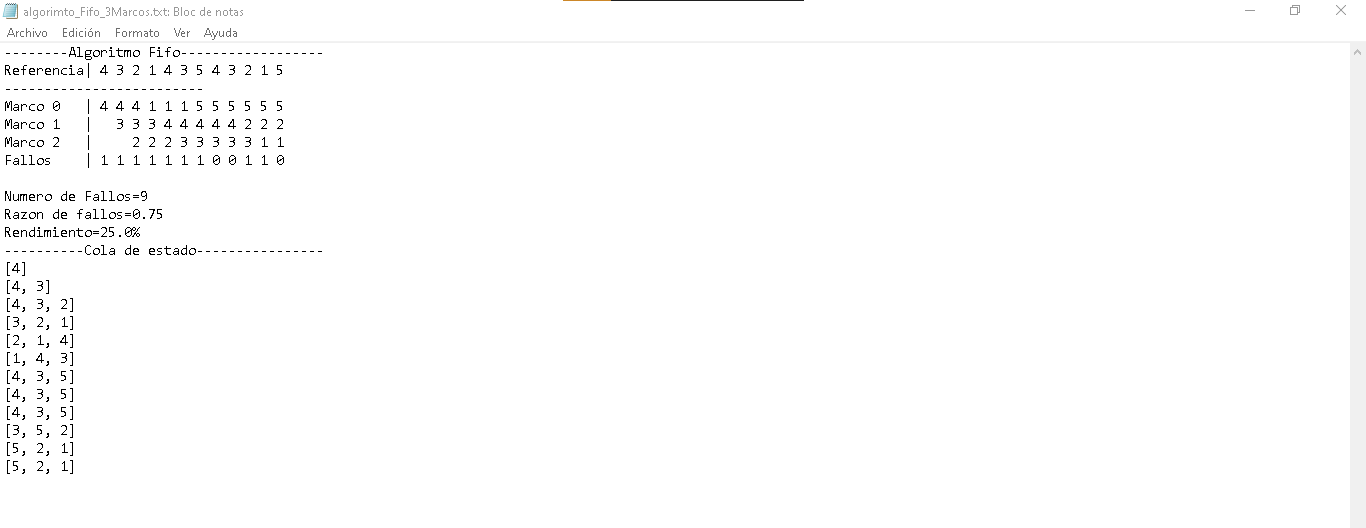 algorimto_Fifo_3Marcos.txt: Bloc de notas
Archivo Edición Formato Ver Ayuda
--------Algoritmo Fifo------------------
Referencia| 4 3 2 1 4 3 5 4 3 2 1 5
-------------------------
Marco 0   | 4 4 4 1 1 1 5 5 5 5 5 5
Marco 1   |   3 3 3 4 4 4 4 4 2 2 2
Marco 2   |     2 2 2 3 3 3 3 3 1 1
Fallos    | 1 1 1 1 1 1 1 0 0 1 1 0
Numero de Fallos=9
Razon de fallos=0.75
Rendimiento=25.0%
----------Cola de estado----------------
[4]
[4, 3]
[4, 3, 2]
[3, 2, 1]
[2, 1, 4]
[1, 4, 3]
[4, 3, 5]
[4, 3, 5]
[4, 3, 5]
[3, 5, 2]
[5, 2, 1]
[5, 2, 1]